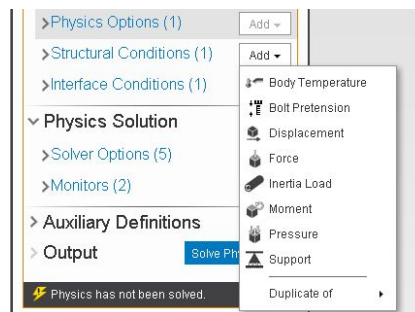 Physics Options (1)
Add
Structural Conditions (1)
Add
Interface Conditions (1)
Body Temperature
Bolt Pretension
Displacement
Force
Inertia Load
Moment
Pressure
Support
Duplicate of
Physics Solution
Solver Options (5)
Monitors (2)
Auxiliary Definitions
Output
Solve Ph
Physics has not been solved.